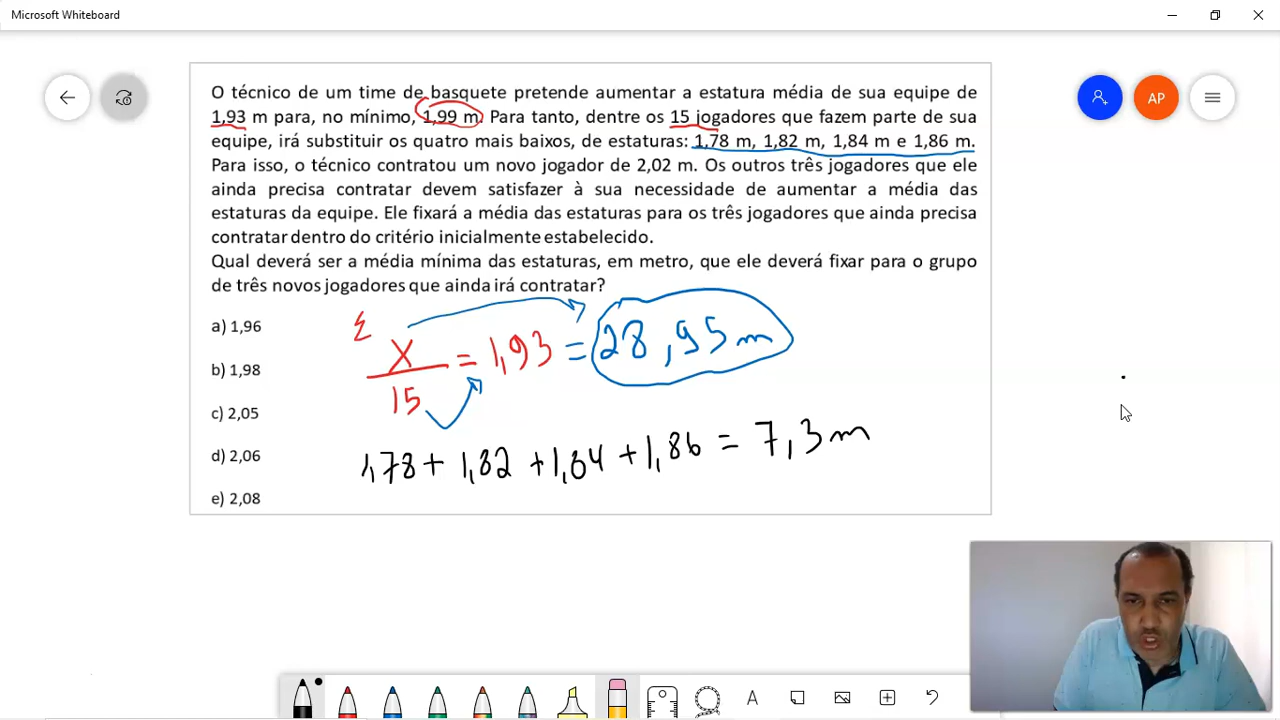 Microsoft Whiteboard
AP
O técnico de um time de basquete pretende aumentar a estatura média de sua equipe de
1,93 m para, no mínimo, 1,99 m. Para tanto, dentre os 15 jogadores que fazem parte de sua
equipe, irá substituir os quatro mais baixos, de estaturas: 1,78 m, 1,82 m, 1,84 m e 1,86 m.
Para isso, o técnico contratou um novo jogador de 2,02 m. Os outros três jogadores que ele
ainda precisa contratar devem satisfazer à sua necessidade de aumentar a média das
estaturas da equipe. Ele fixará a média das estaturas para os três jogadores que ainda precisa
contratar dentro do critério inicialmente estabelecido.
Qual deverá ser a média mínima das estaturas, em metro, que ele deverá fixar para o grupo
de três novos jogadores que ainda irá contratar?
a) 1,96
b) 1,98
c) 2,05
d) 2,06
e) 2,08
Σ
X
15
= 1,93 = 28,95 m
1,78 + 1,82 + 1,84 + 1,86 = 7,3 m
A